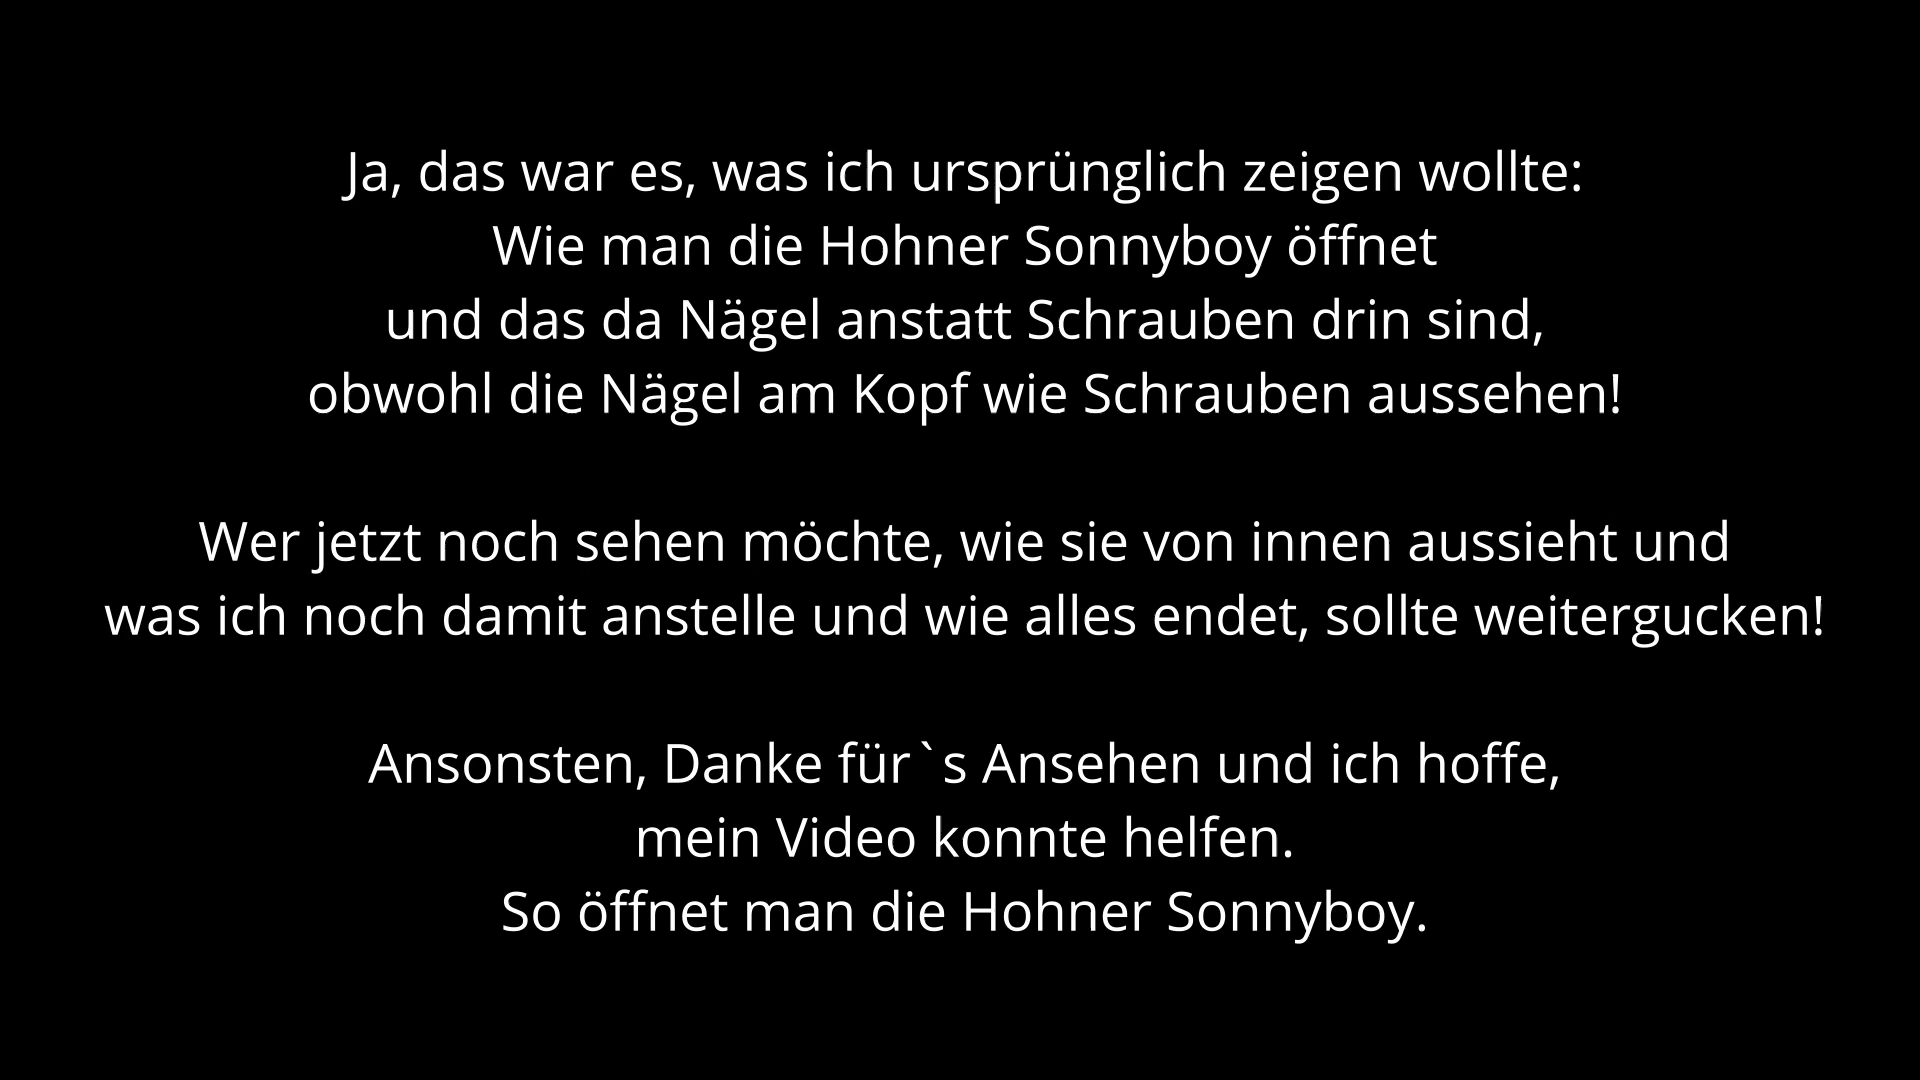 Ja, das war es, was ich ursprünglich zeigen wollte:
Wie man die Hohner Sonnyboy öffnet
und das da Nägel anstatt Schrauben drin sind,
obwohl die Nägel am Kopf wie Schrauben aussehen!
Wer jetzt noch sehen möchte, wie sie von innen aussieht und
was ich noch damit anstelle und wie alles endet, sollte weitergucken!
Ansonsten, Danke für`s Ansehen und ich hoffe,
mein Video konnte helfen.
So öffnet man die Hohner Sonnyboy.